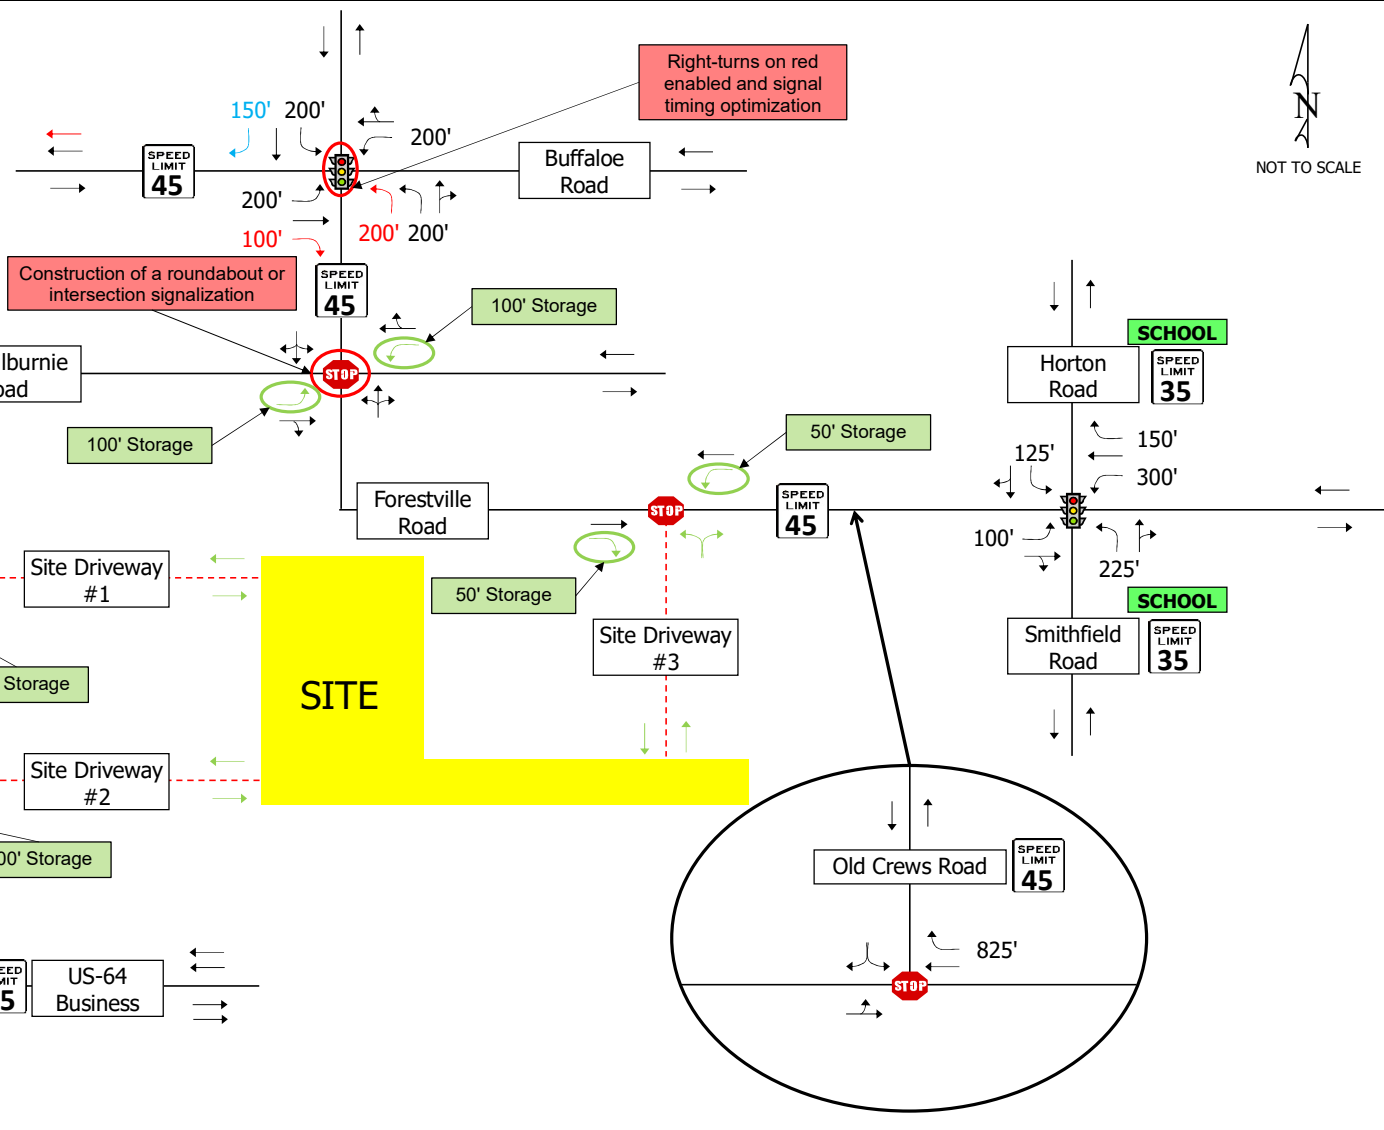 Right-turns on red
enabled and signal
timing optimization
N
NOT TO SCALE
150'
200'
200'
SPEED
LIMIT
45
Buffaloe
Road
200'
100'
200'
200'
Construction of a roundabout or
intersection signalization
SPEED
LIMIT
45
100' Storage
lburnie
oad
STOP
100' Storage
SCHOOL
Horton
Road
SPEED
LIMIT
35
50' Storage
125'
150'
300'
Forestville
Road
STOP
SPEED
LIMIT
45
100'
225'
50' Storage
Site Driveway
#1
Site Driveway
#3
SCHOOL
Smithfield
Road
SPEED
LIMIT
35
Storage
SITE
Site Driveway
#2
00' Storage
Old Crews Road
SPEED
LIMIT
45
825'
STOP
EED
MIT
5
US-64
Business